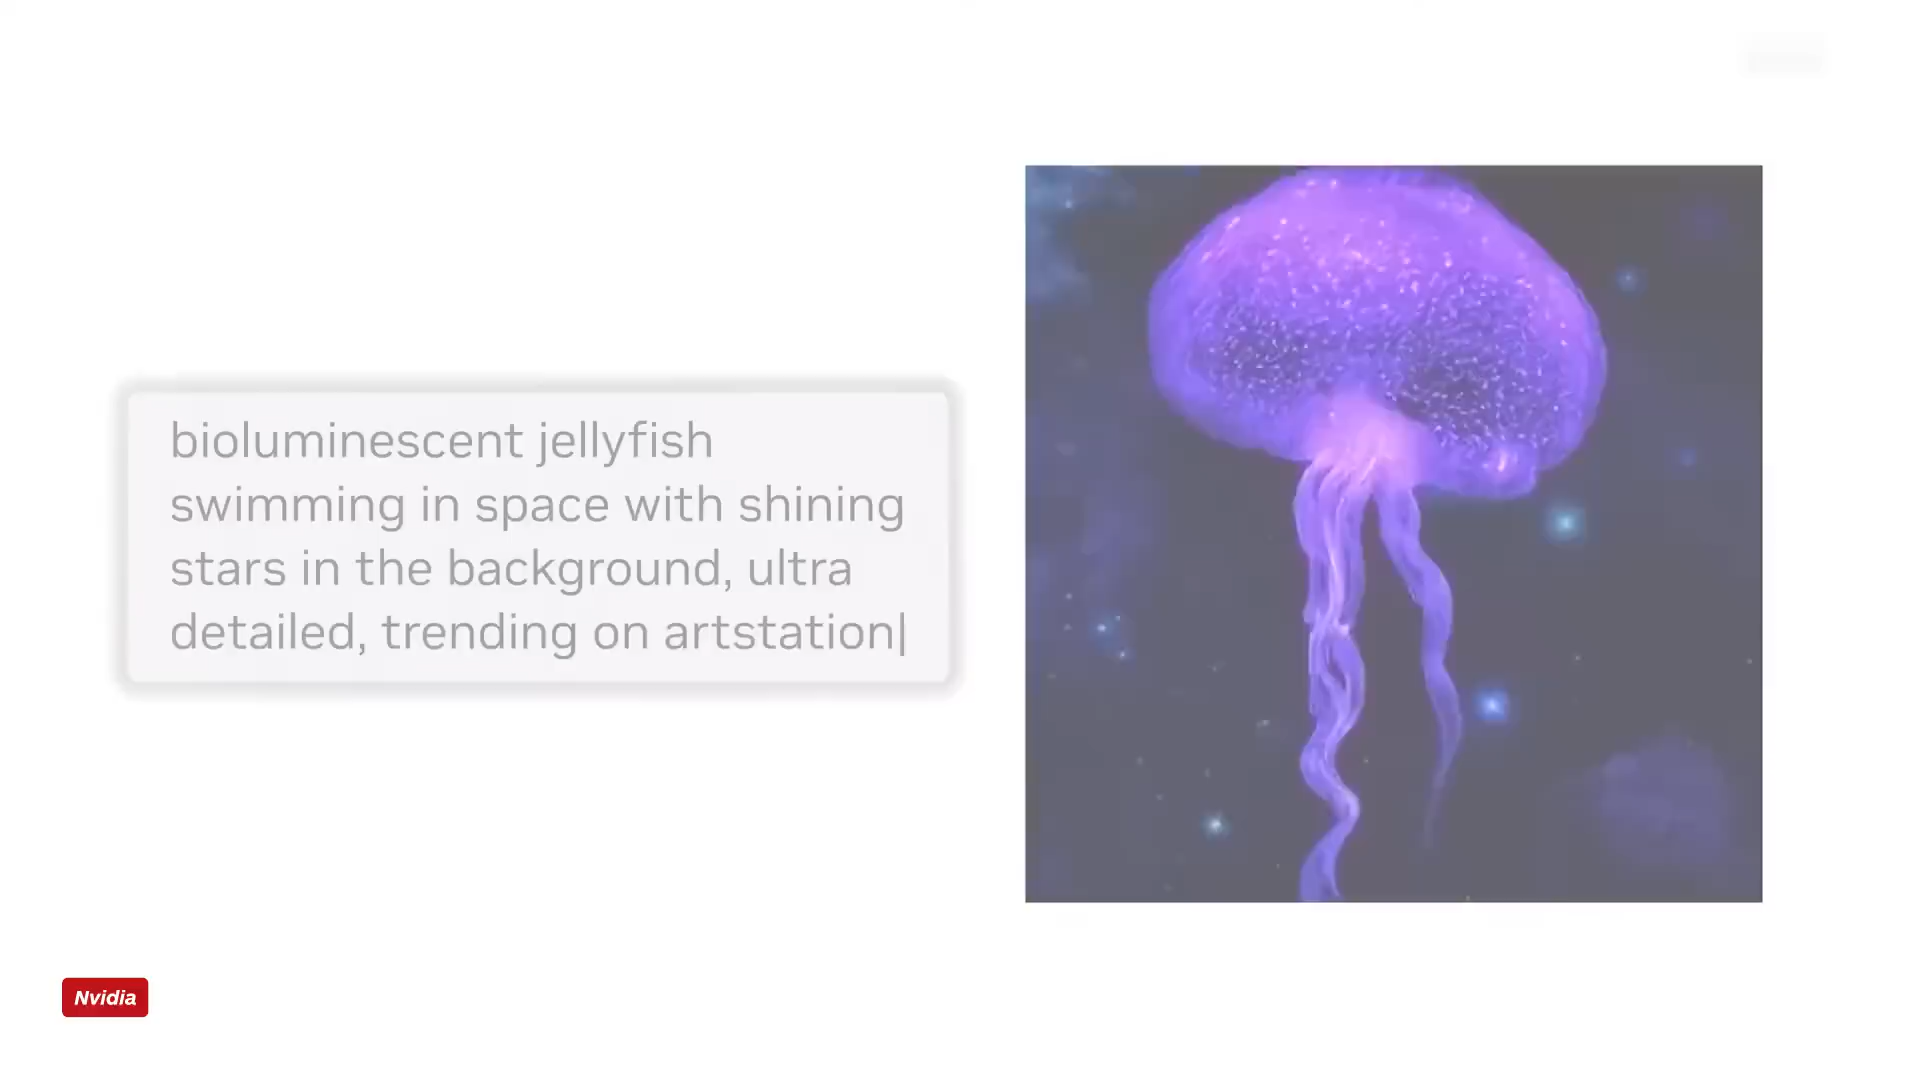 bioluminescent jellyfish
swimming in space with shining
stars in the background, ultra
detailed, trending on artstation|
Nvidia